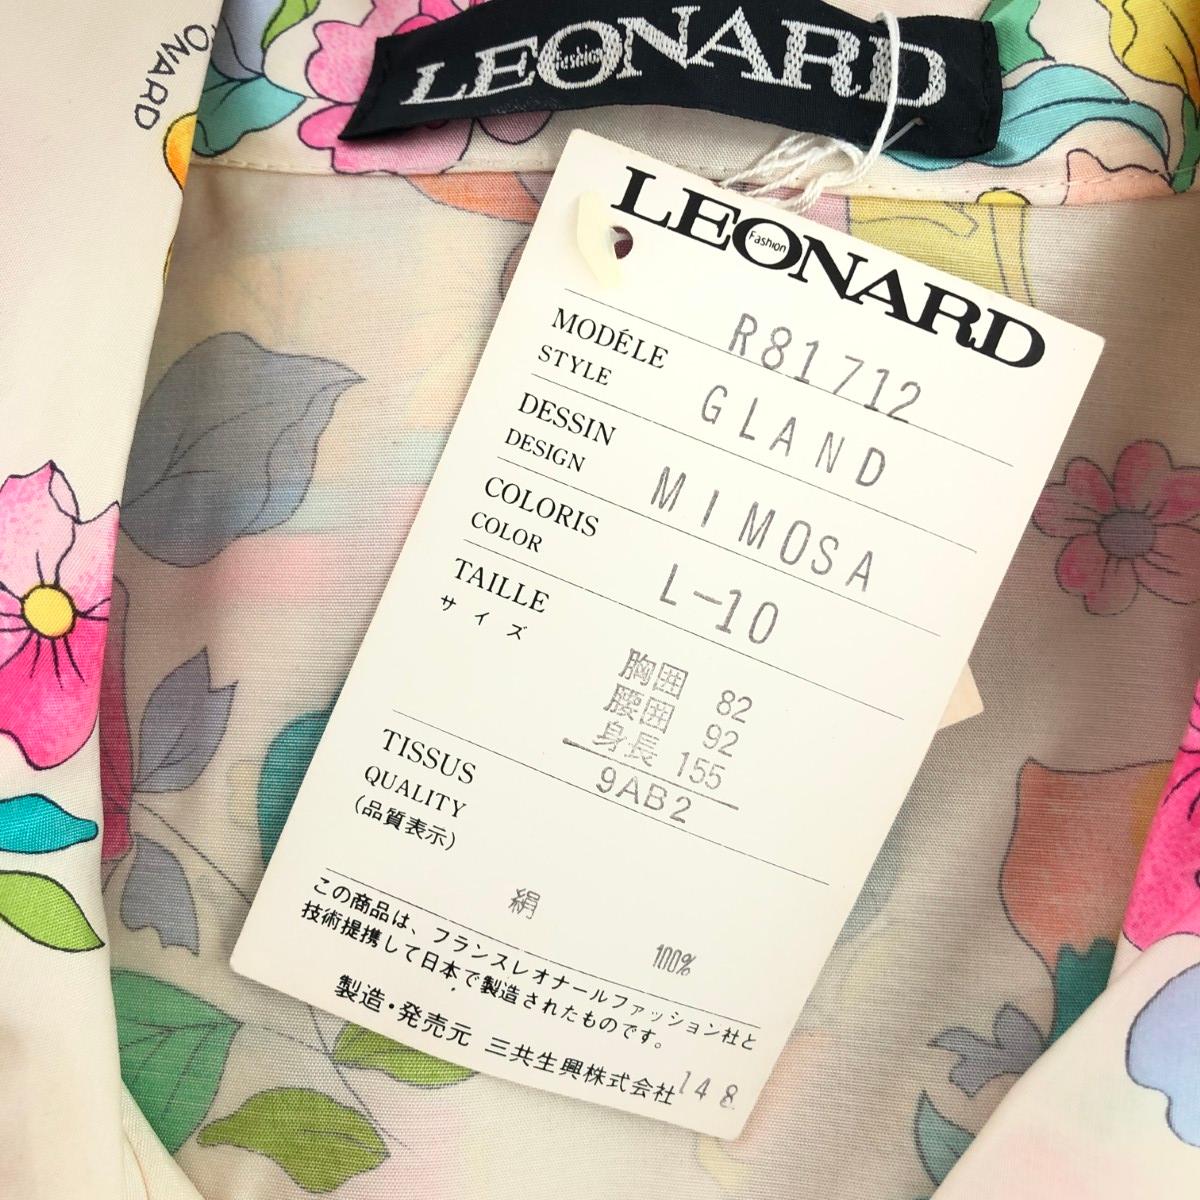 LEONARD
Fashion
ONARD
LEONARD
Fashion
MODÉLE R81712
STYLE
DESSIN GLAND
DESIGN
COLORIS MIMOSA
COLOR
TAILLE L-10
サイズ
胸囲 82
腰囲 92
身長 155
9AB2
TISSUS
QUALITY
(品質表示)
絹 100%
この商品は、フランスレオナールファッション社と
技術提携して日本で製造されたものです。
製造・発売元 三共生興株式会社 148